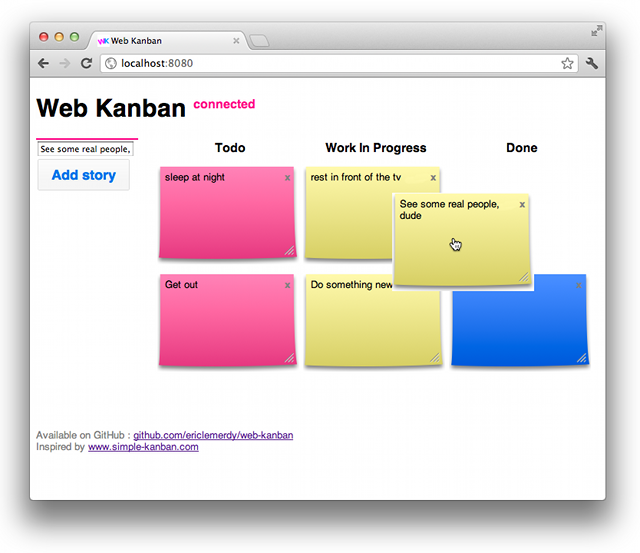 Web Kanban
localhost:8080
Web Kanban connected
See some real people,
Add story
Todo
Work In Progress
Done
sleep at night x
rest in front of the tv x
See some real people, x
dude
Get out x
Do something new
x
Available on GitHub : github.com/ericlemerdy/web-kanban
Inspired by www.simple-kanban.com